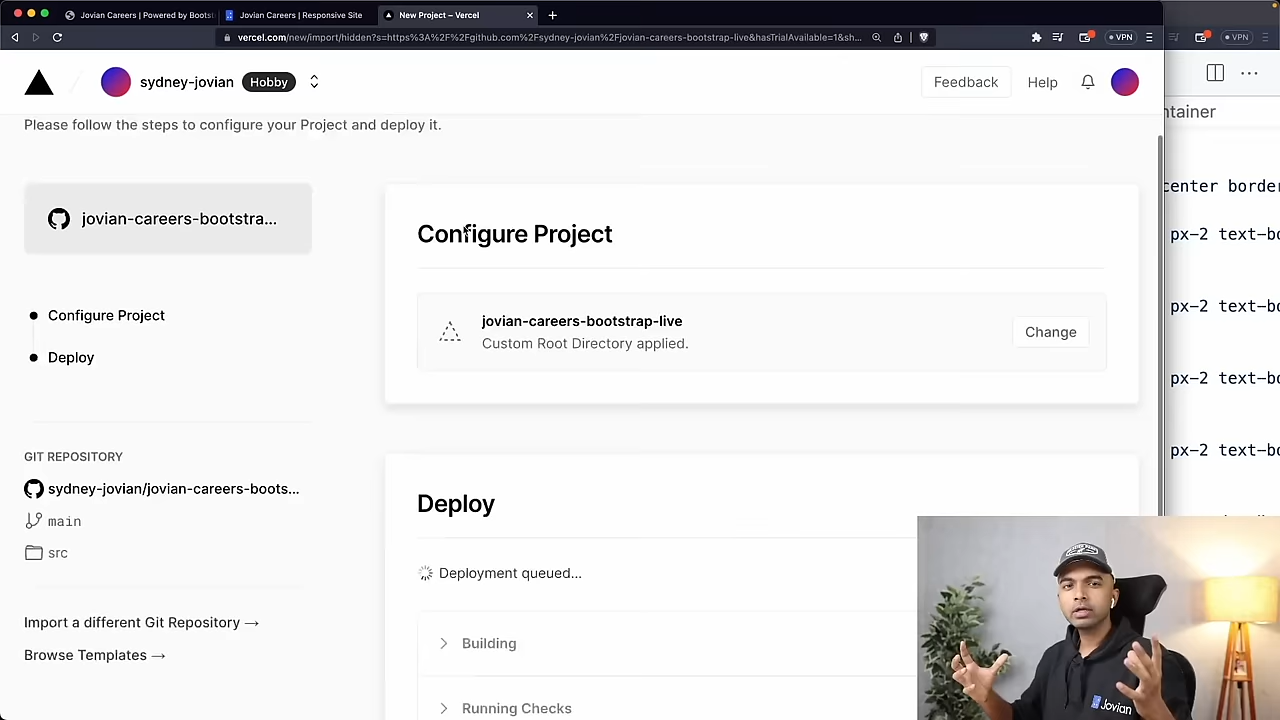 Jovian Careers | Powered by Bootst
Jovian Careers | Responsive Site
New Project – Vercel
vercel.com/new/import/hidden?s=https%3A%2F%2Fgithub.com%2Fsydney-jovian%2Fjovian-careers-bootstrap-live&hasTrialAvailable=1&sh...
VPN
VPN
sydney-jovian
Hobby
Feedback
Help
ntainer
Please follow the steps to configure your Project and deploy it.
jovian-careers-bootstra...
Configure Project
Deploy
GIT REPOSITORY
sydney-jovian/jovian-careers-boots...
main
src
Import a different Git Repository →
Browse Templates →
Configure Project
jovian-careers-bootstrap-live
Custom Root Directory applied.
Change
Deploy
Deployment queued...
Building
Running Checks
center border
px-2 text-bo
px-2 text-bo
px-2 text-bo
px-2 text-bo
Jovian